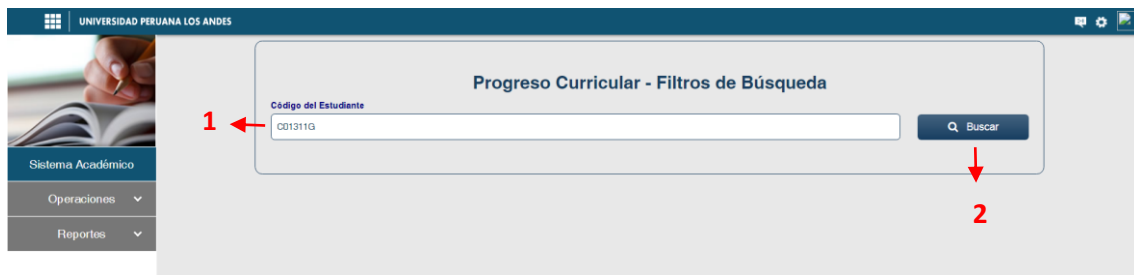 UNIVERSIDAD PERUANA LOS ANDES
Progreso Curricular - Filtros de Búsqueda
Código del Estudiante
1
C01311G
Buscar
Sistema Académico
Operaciones
2
Reportes